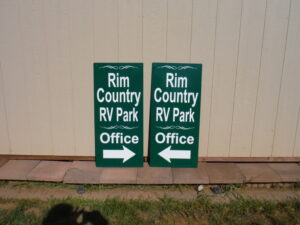 Rim
Country
RV Park
Office
Rim
Country
RV Park
Office